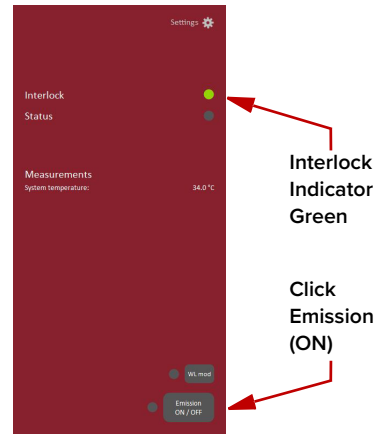 Settings
Interlock
Status
Interlock
Indicator
Green
Measurements
System temperature: 34.0 °C
Click
Emission
(ON)
WL mod
Emission
ON / OFF